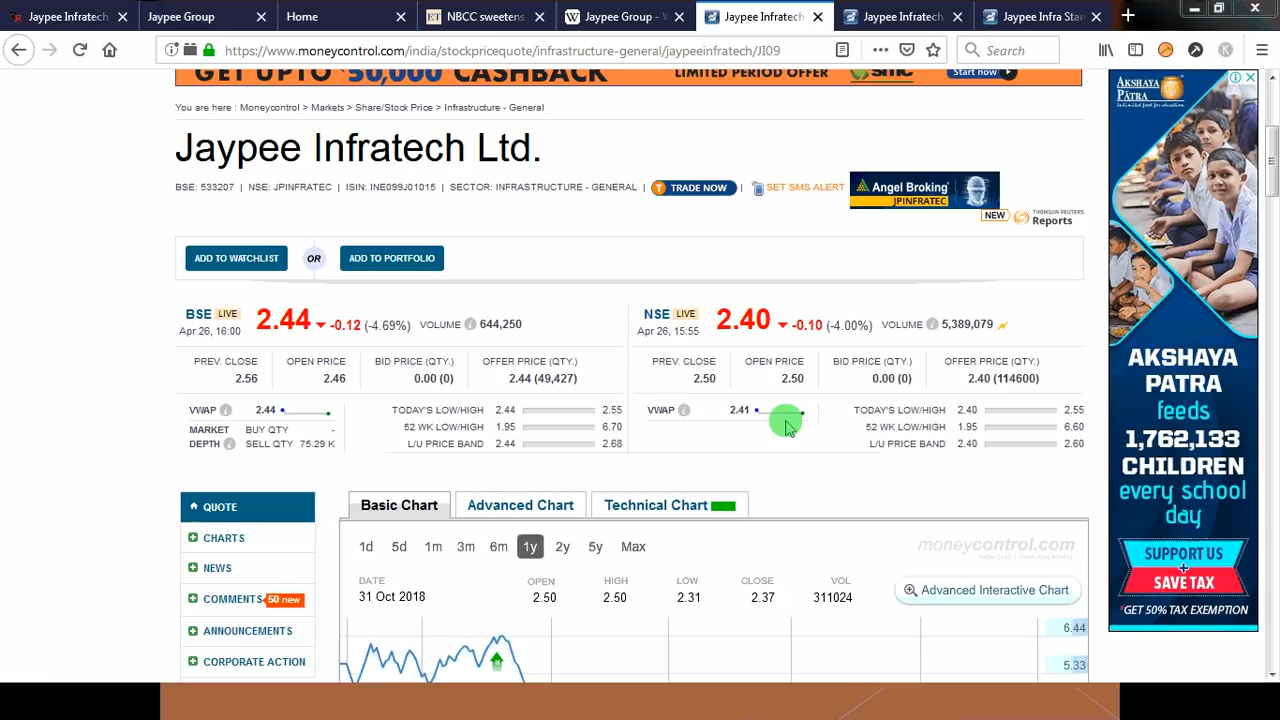 Jaypee Infratech
Jaypee Group
Home
NBCC sweetens
Jaypee Group -
Jaypee Infratech
Jaypee Infratech
Jaypee Infra Stan
https://www.moneycontrol.com/india/stockpricequote/infrastructure-general/jaypeeinfratech/JI09
Search
GET UPTO ₹50,000 CASHBACK LIMITED PERIOD OFFER smc Start now
You are here : Moneycontrol > Markets > Share/Stock Price > Infrastructure - General
Jaypee Infratech Ltd.
BSE: 533207 | NSE: JPINFRATEC | ISIN: INE099J01015 | SECTOR: INFRASTRUCTURE - GENERAL | TRADE NOW | SET SMS ALERT
Angel Broking
JPINFRATEC
NEW THOMSON REUTERS
Reports
ADD TO WATCHLIST OR ADD TO PORTFOLIO
BSE LIVE 2.44 -0.12 (-4.69%) VOLUME 644,250
Apr 26, 16:00
PREV. CLOSE OPEN PRICE BID PRICE (QTY.) OFFER PRICE (QTY.)
2.56 2.46 0.00 (0) 2.44 (49,427)
VWAP 2.44
MARKET DEPTH BUY QTY -
SELL QTY 75.29 K
TODAY'S LOW/HIGH 2.44 2.55
52 WK LOW/HIGH 1.95 6.70
L/U PRICE BAND 2.44 2.68
NSE LIVE 2.40 -0.10 (-4.00%) VOLUME 5,389,079
Apr 26, 15:55
PREV. CLOSE OPEN PRICE BID PRICE (QTY.) OFFER PRICE (QTY.)
2.50 2.50 0.00 (0) 2.40 (114600)
VWAP 2.41
TODAY'S LOW/HIGH 2.40 2.55
52 WK LOW/HIGH 1.95 6.60
L/U PRICE BAND 2.40 2.60
QUOTE
CHARTS
NEWS
COMMENTS 50 new
ANNOUNCEMENTS
CORPORATE ACTION
Basic Chart Advanced Chart Technical Chart
1d 5d 1m 3m 6m 1y 2y 5y Max
moneycontrol.com
DATE OPEN HIGH LOW CLOSE VOL
31 Oct 2018 2.50 2.50 2.31 2.37 311024
Advanced Interactive Chart
6.44
5.33
H
AKSHAYA
PATRA
AKSHAYA
PATRA
feeds
1,762,133
CHILDREN
every school
day
SUPPORT US
+
SAVE TAX
*GET 50% TAX EXEMPTION